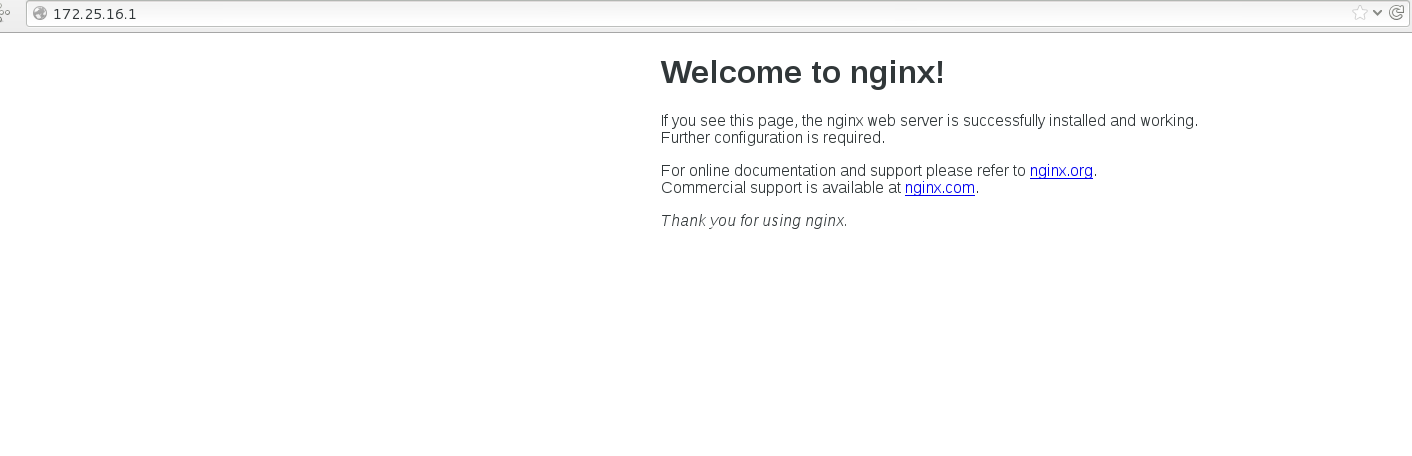 172.25.16.1
Welcome to nginx!
If you see this page, the nginx web server is successfully installed and working.
Further configuration is required.
For online documentation and support please refer to nginx.org.
Commercial support is available at nginx.com.
Thank you for using nginx.